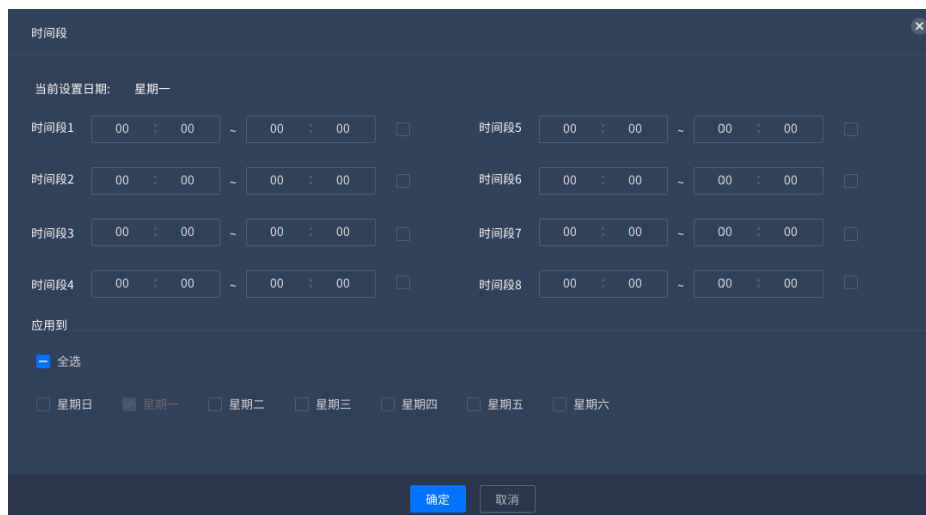 时间段
当前设置日期: 星期一
时间段1 00 : 00 ~ 00 : 00 时间段5 00 : 00 ~ 00 : 00
时间段2 00 : 00 ~ 00 : 00 时间段6 00 : 00 ~ 00 : 00
时间段3 00 : 00 ~ 00 : 00 时间段7 00 : 00 ~ 00 : 00
时间段4 00 : 00 ~ 00 : 00 时间段8 00 : 00 ~ 00 : 00
应用到
全选
星期日 星期一 星期二 星期三 星期四 星期五 星期六
确定 取消